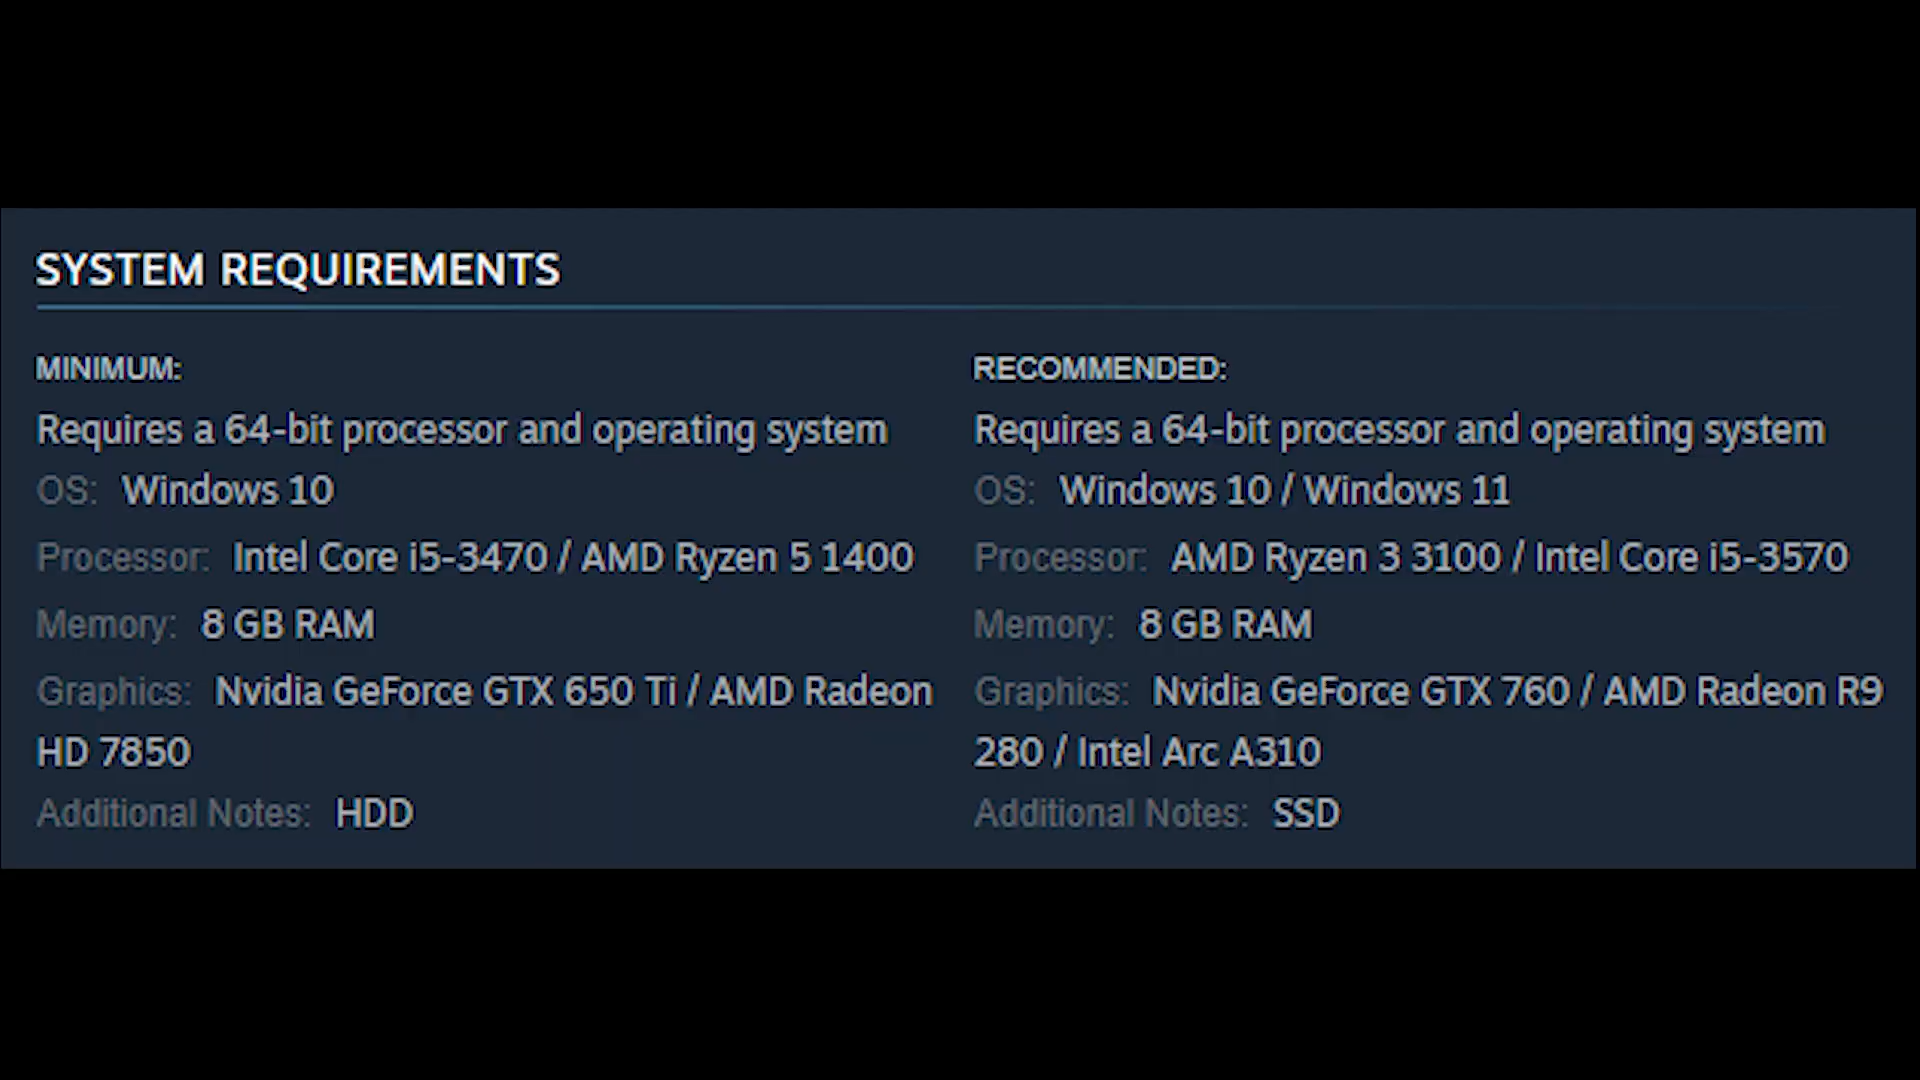 SYSTEM REQUIREMENTS
MINIMUM:
Requires a 64-bit processor and operating system
OS: Windows 10
Processor: Intel Core i5-3470 / AMD Ryzen 5 1400
Memory: 8 GB RAM
Graphics: Nvidia GeForce GTX 650 Ti / AMD Radeon
HD 7850
Additional Notes: HDD
RECOMMENDED:
Requires a 64-bit processor and operating system
OS: Windows 10 / Windows 11
Processor: AMD Ryzen 3 3100 / Intel Core i5-3570
Memory: 8 GB RAM
Graphics: Nvidia GeForce GTX 760 / AMD Radeon R9
280 / Intel Arc A310
Additional Notes: SSD